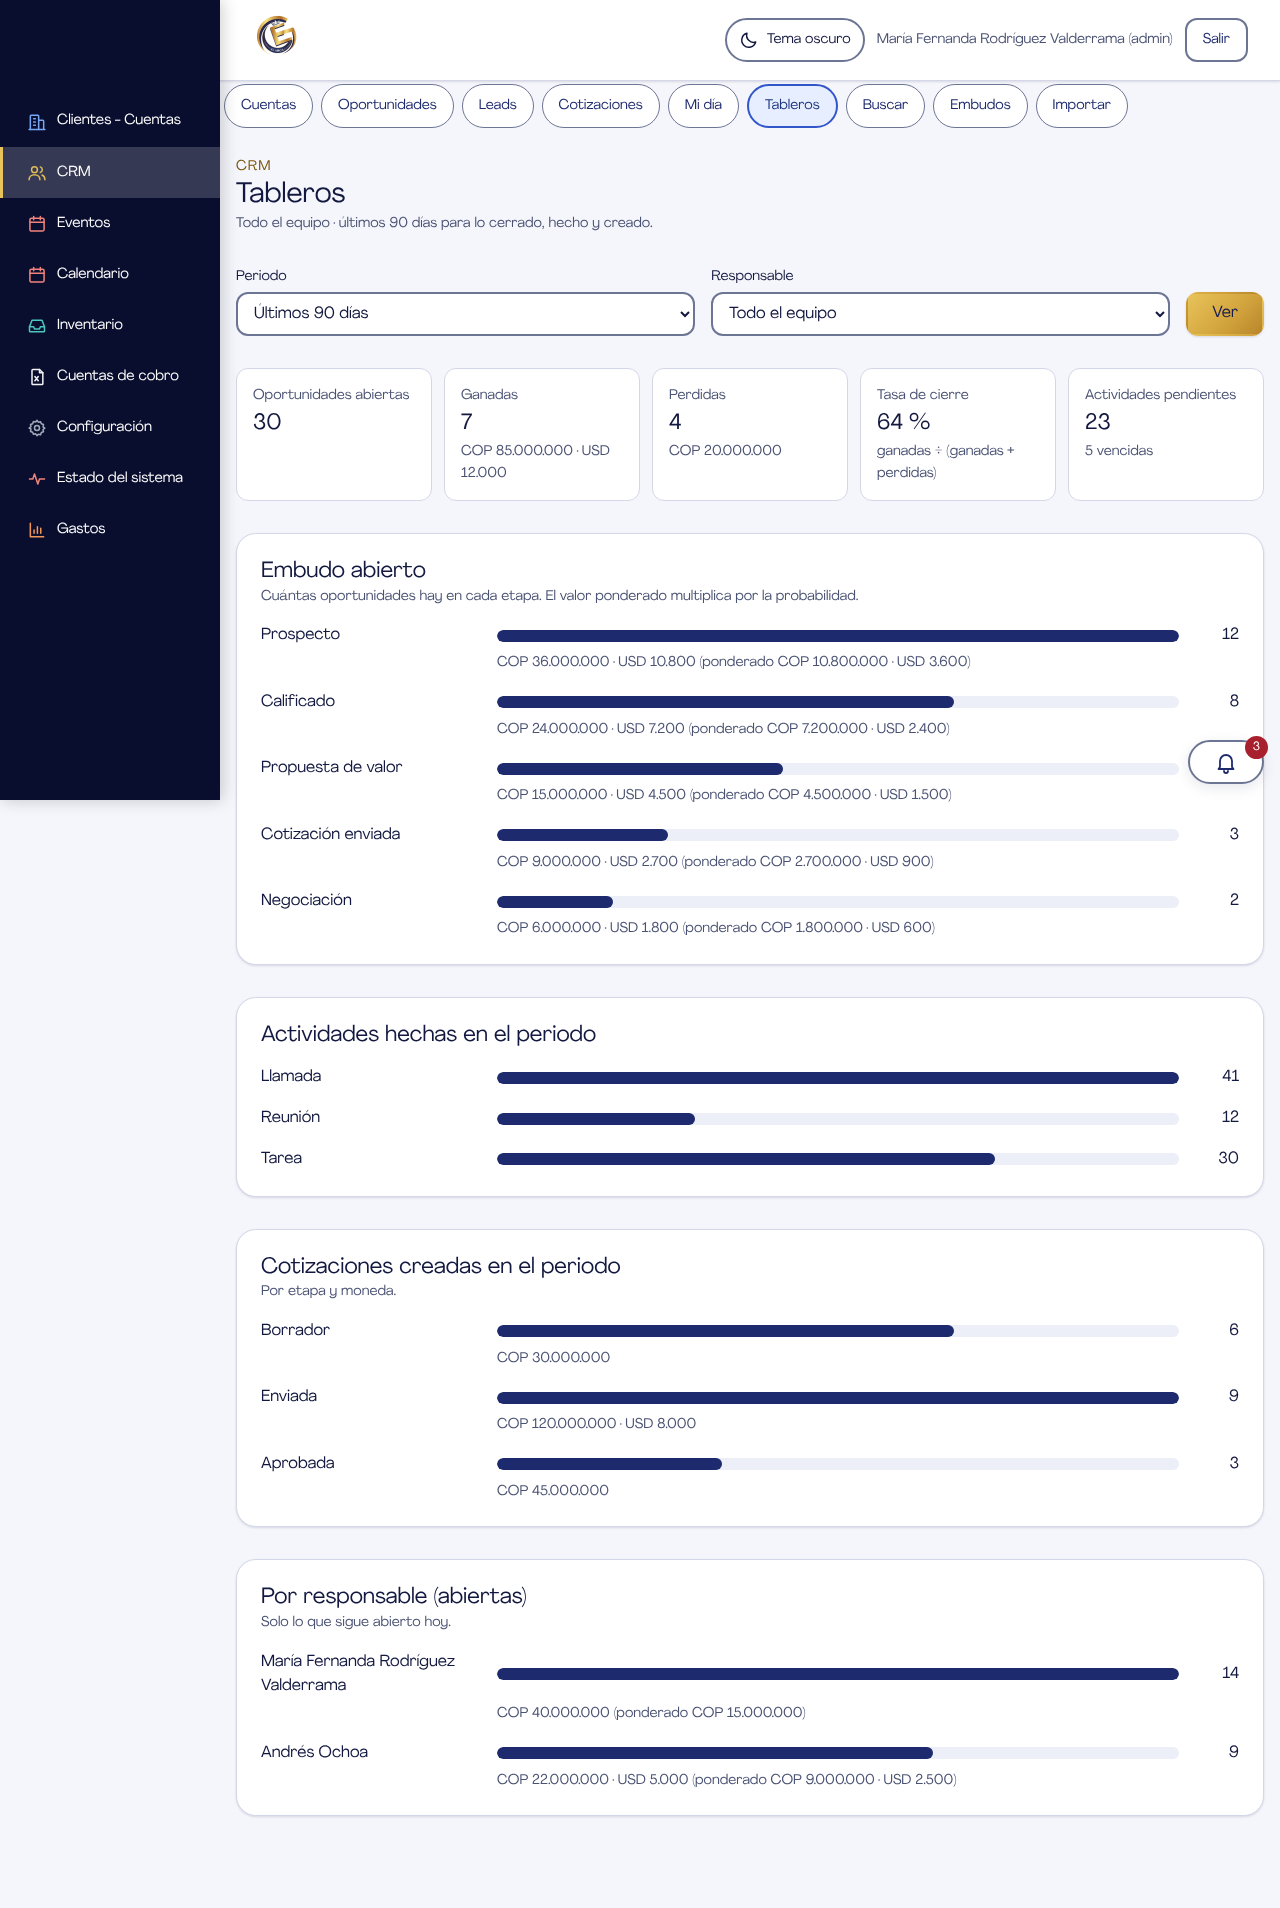 Tema oscuro
María Fernanda Rodríguez Valderrama (admin)
Salir
Clientes - Cuentas
CRM
Eventos
Calendario
Inventario
Cuentas de cobro
Configuración
Estado del sistema
Gastos
Cuentas
Oportunidades
Leads
Cotizaciones
Mi día
Tableros
Buscar
Embudos
Importar
CRM
Tableros
Todo el equipo · últimos 90 días para lo cerrado, hecho y creado.
Periodo
Responsable
Últimos 90 días
Todo el equipo
Ver
Oportunidades abiertas
30
Ganadas
7
COP 85.000.000 · USD
12.000
Perdidas
4
COP 20.000.000
Tasa de cierre
64 %
ganadas ÷ (ganadas +
perdidas)
Actividades pendientes
23
5 vencidas
Embudo abierto
Cuántas oportunidades hay en cada etapa. El valor ponderado multiplica por la probabilidad.
Prospecto
12
COP 36.000.000 · USD 10.800 (ponderado COP 10.800.000 · USD 3.600)
Calificado
8
COP 24.000.000 · USD 7.200 (ponderado COP 7.200.000 · USD 2.400)
3
Propuesta de valor
COP 15.000.000 · USD 4.500 (ponderado COP 4.500.000 · USD 1.500)
Cotización enviada
3
COP 9.000.000 · USD 2.700 (ponderado COP 2.700.000 · USD 900)
Negociación
2
COP 6.000.000 · USD 1.800 (ponderado COP 1.800.000 · USD 600)
Actividades hechas en el periodo
Llamada
41
Reunión
12
Tarea
30
Cotizaciones creadas en el periodo
Por etapa y moneda.
Borrador
6
COP 30.000.000
Enviada
9
COP 120.000.000 · USD 8.000
Aprobada
3
COP 45.000.000
Por responsable (abiertas)
Solo lo que sigue abierto hoy.
María Fernanda Rodríguez
Valderrama
14
COP 40.000.000 (ponderado COP 15.000.000)
Andrés Ochoa
9
COP 22.000.000 · USD 5.000 (ponderado COP 9.000.000 · USD 2.500)